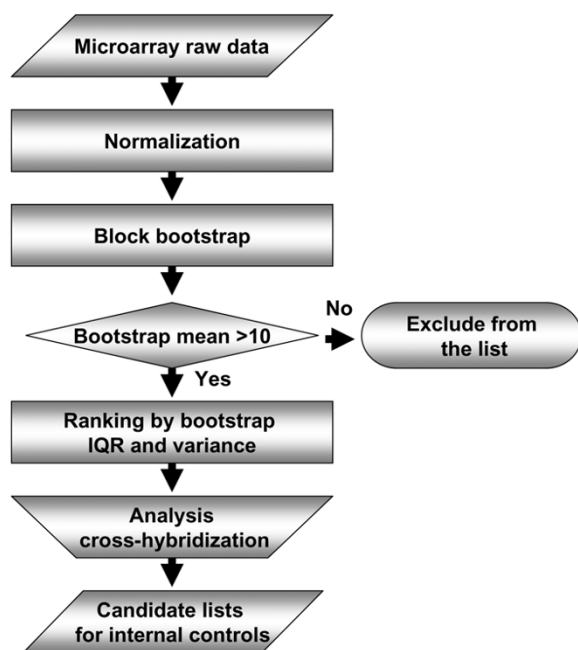 Microarray raw data
Normalization
Block bootstrap
Bootstrap mean >10
No
Exclude from
the list
Yes
Ranking by bootstrap
IQR and variance
Analysis
cross-hybridization
Candidate lists
for internal controls